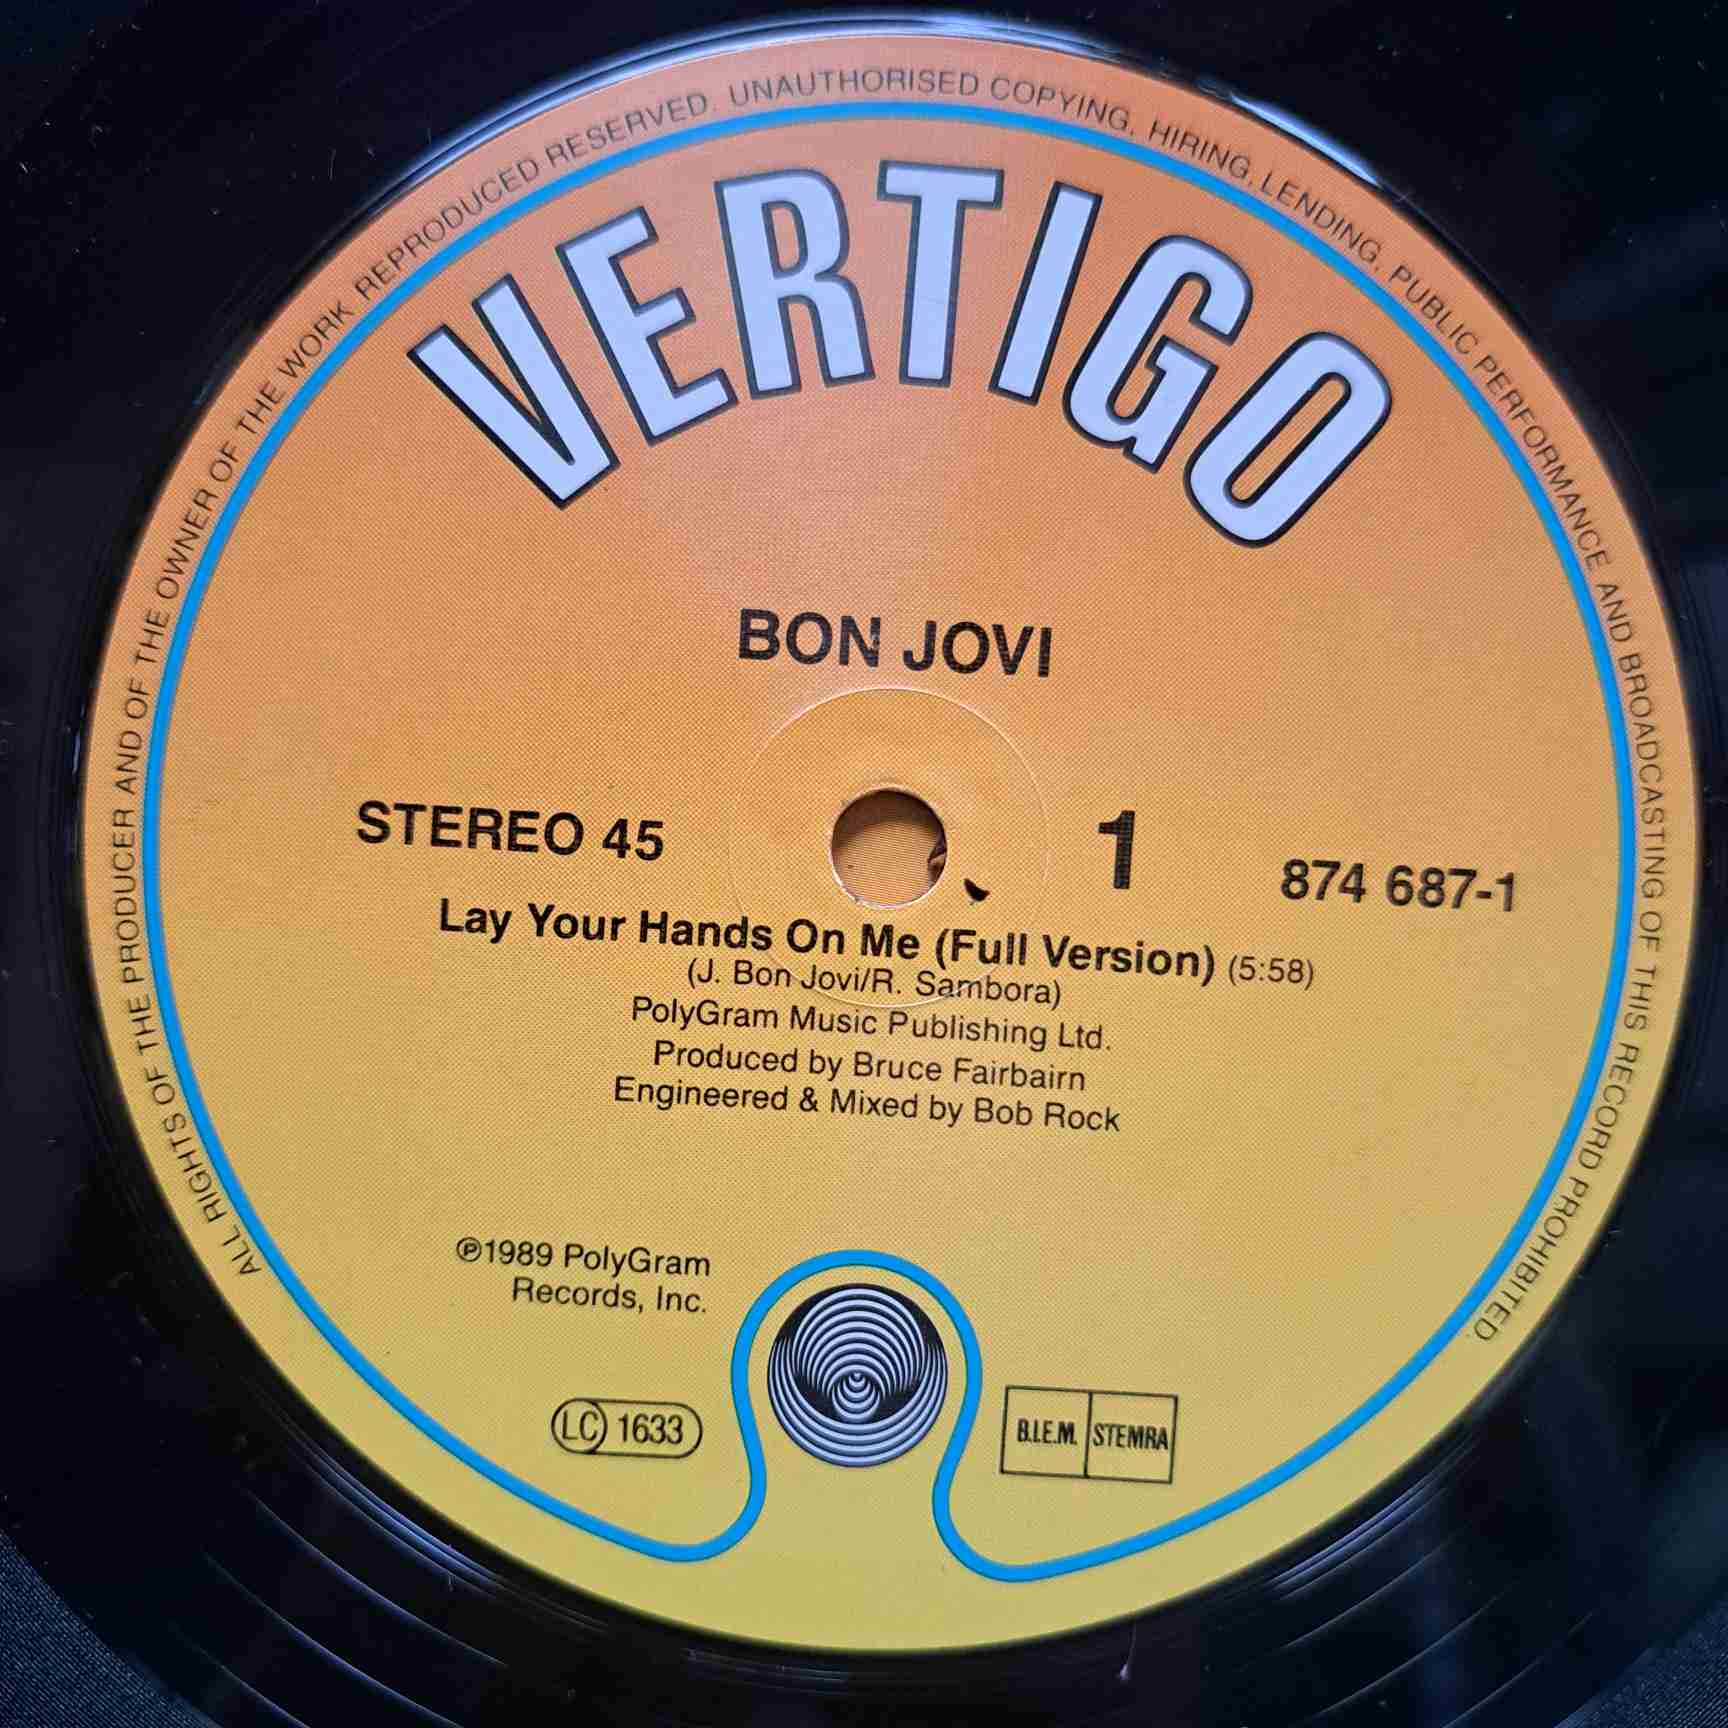 ALL RIGHTS OF THE PRODUCER AND OF THE OWNER OF THE WORK REPRODUCED RESERVED. UNAUTHORISED COPYING, HIRING, LENDING, PUBLIC PERFORMANCE AND BROADCASTING OF THIS RECORD PROHIBITED.
VERTIGO
BON JOVI
STEREO 45
1
874 687-1
Lay Your Hands On Me (Full Version) (5:58)
(J. Bon Jovi/R. Sambora)
PolyGram Music Publishing Ltd.
Produced by Bruce Fairbairn
Engineered & Mixed by Bob Rock
℗1989 PolyGram
Records, Inc.
LC 1633
B.I.E.M. STEMRA